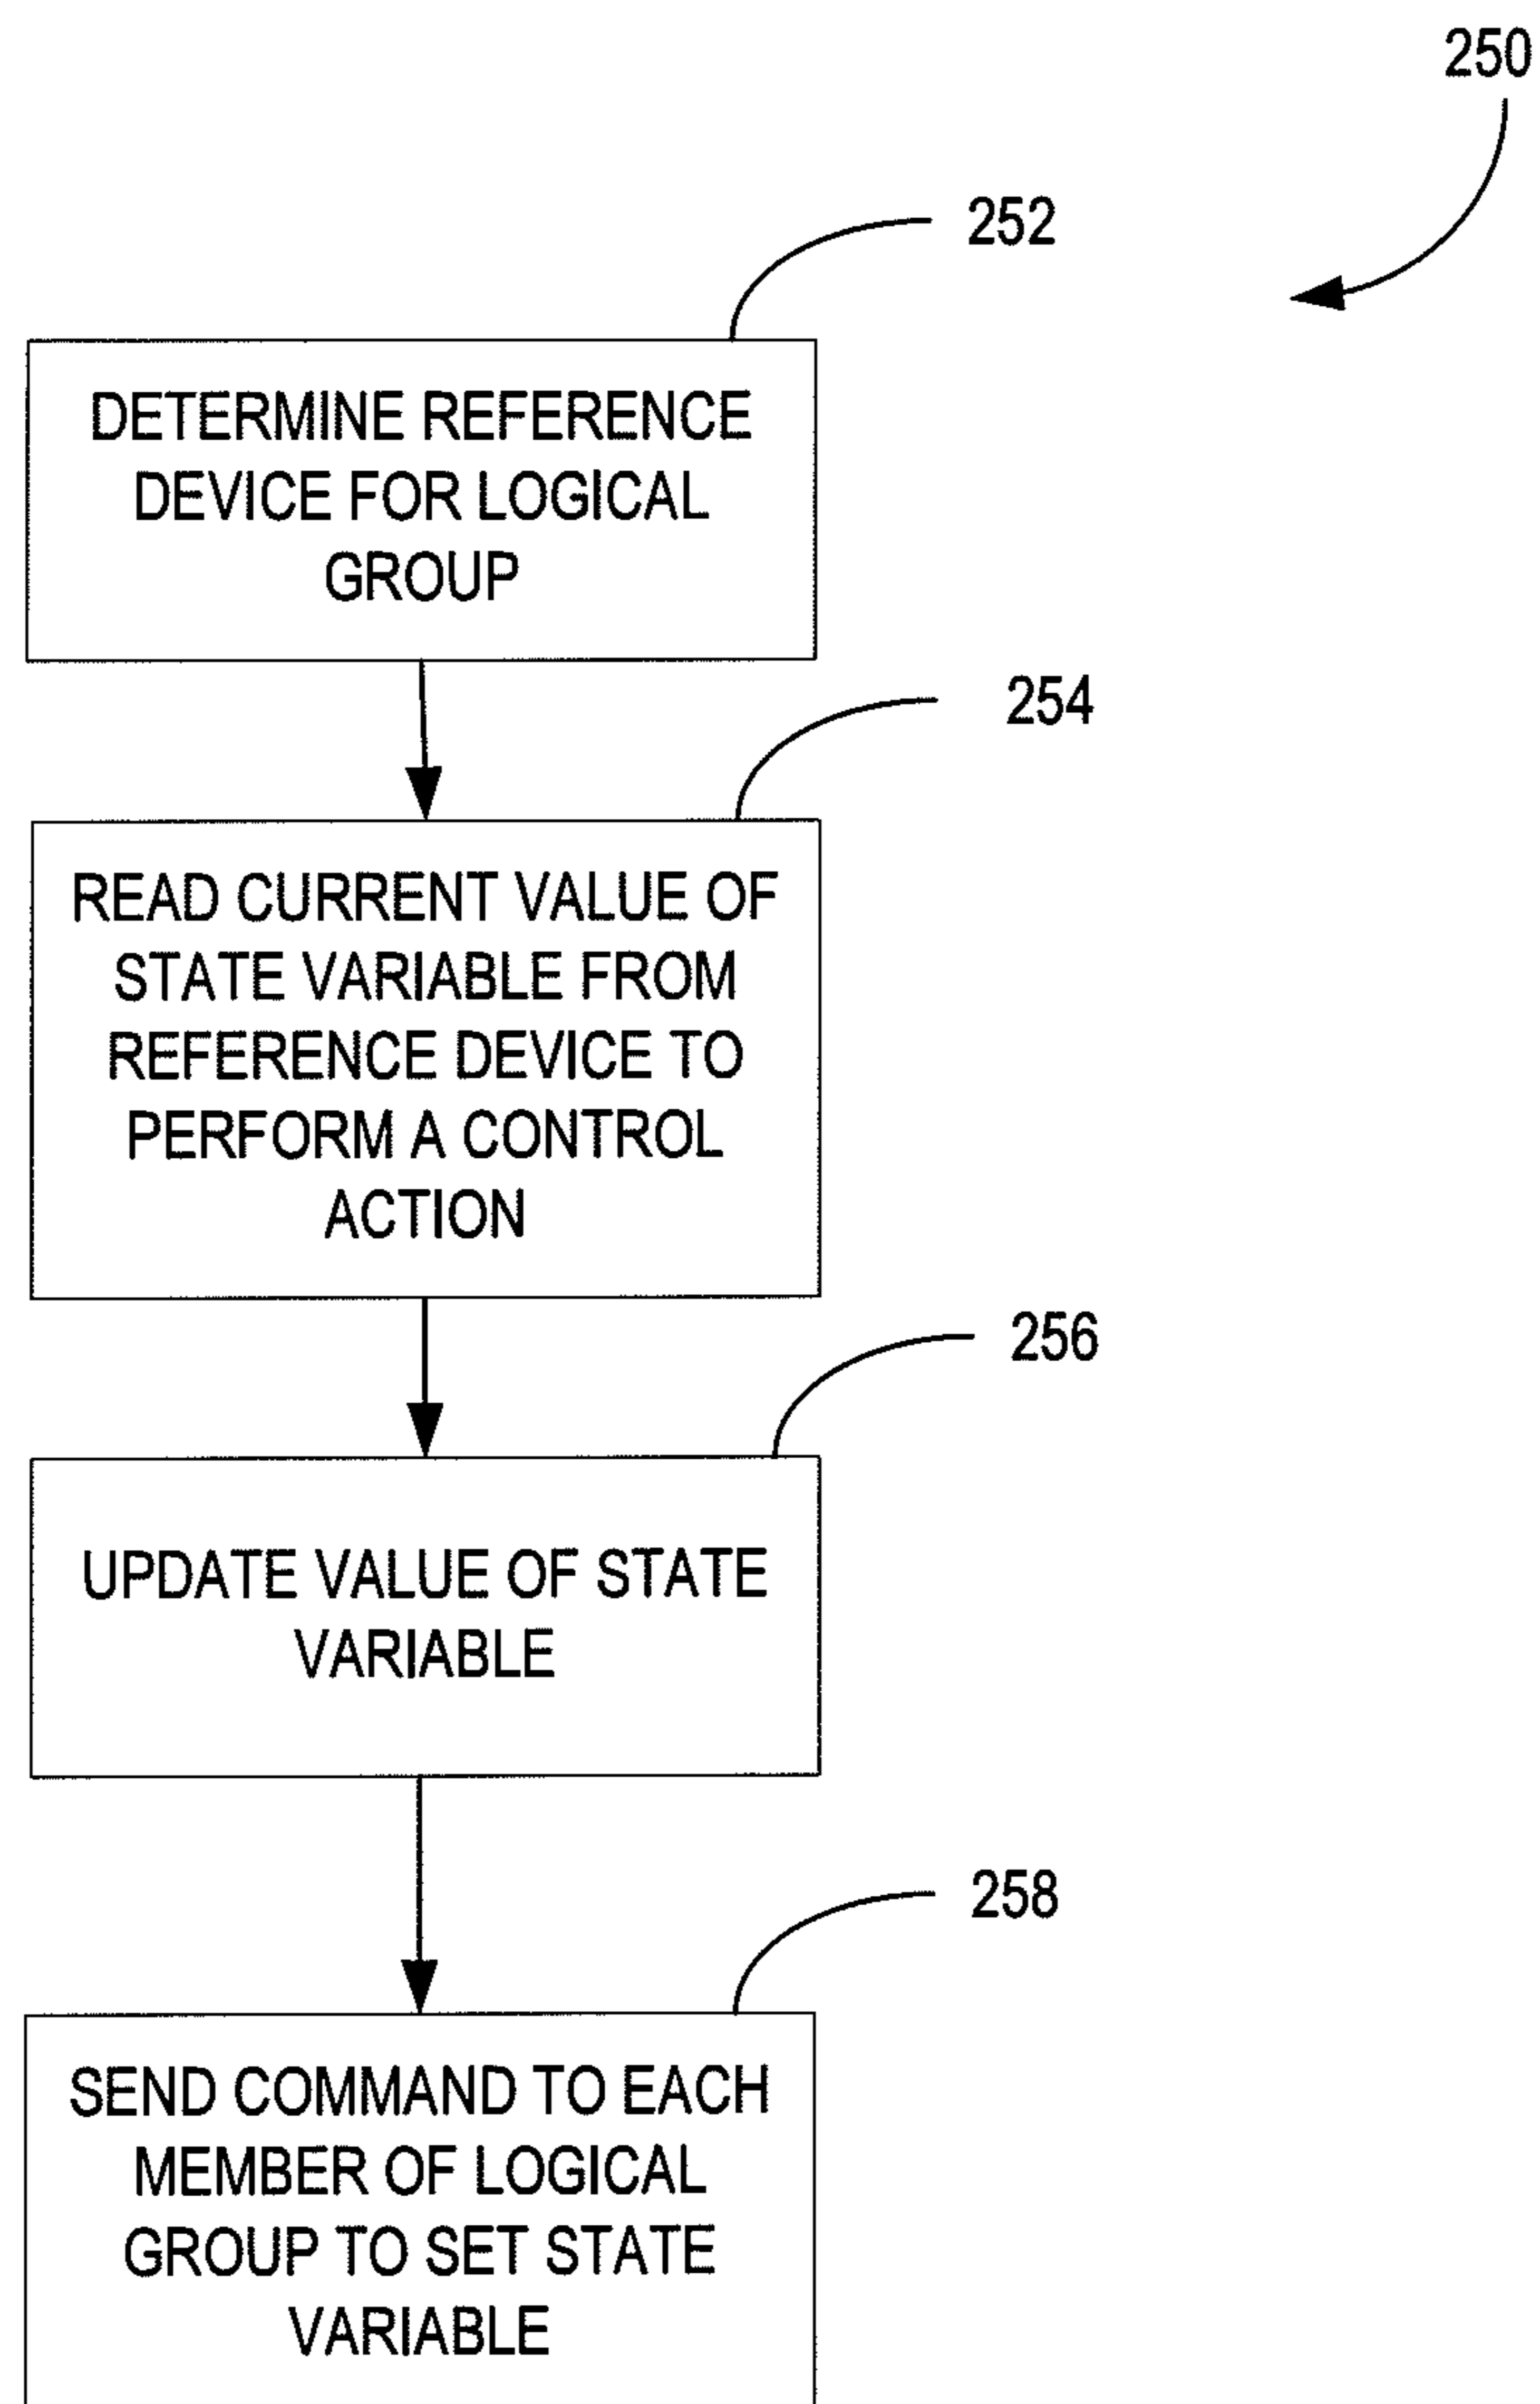 250
252
DETERMINE REFERENCE
DEVICE FOR LOGICAL
GROUP
254
READ CURRENT VALUE OF
STATE VARIABLE FROM
REFERENCE DEVICE TO
PERFORM A CONTROL
ACTION
256
UPDATE VALUE OF STATE
VARIABLE
258
SEND COMMAND TO EACH
MEMBER OF LOGICAL
GROUP TO SET STATE
VARIABLE